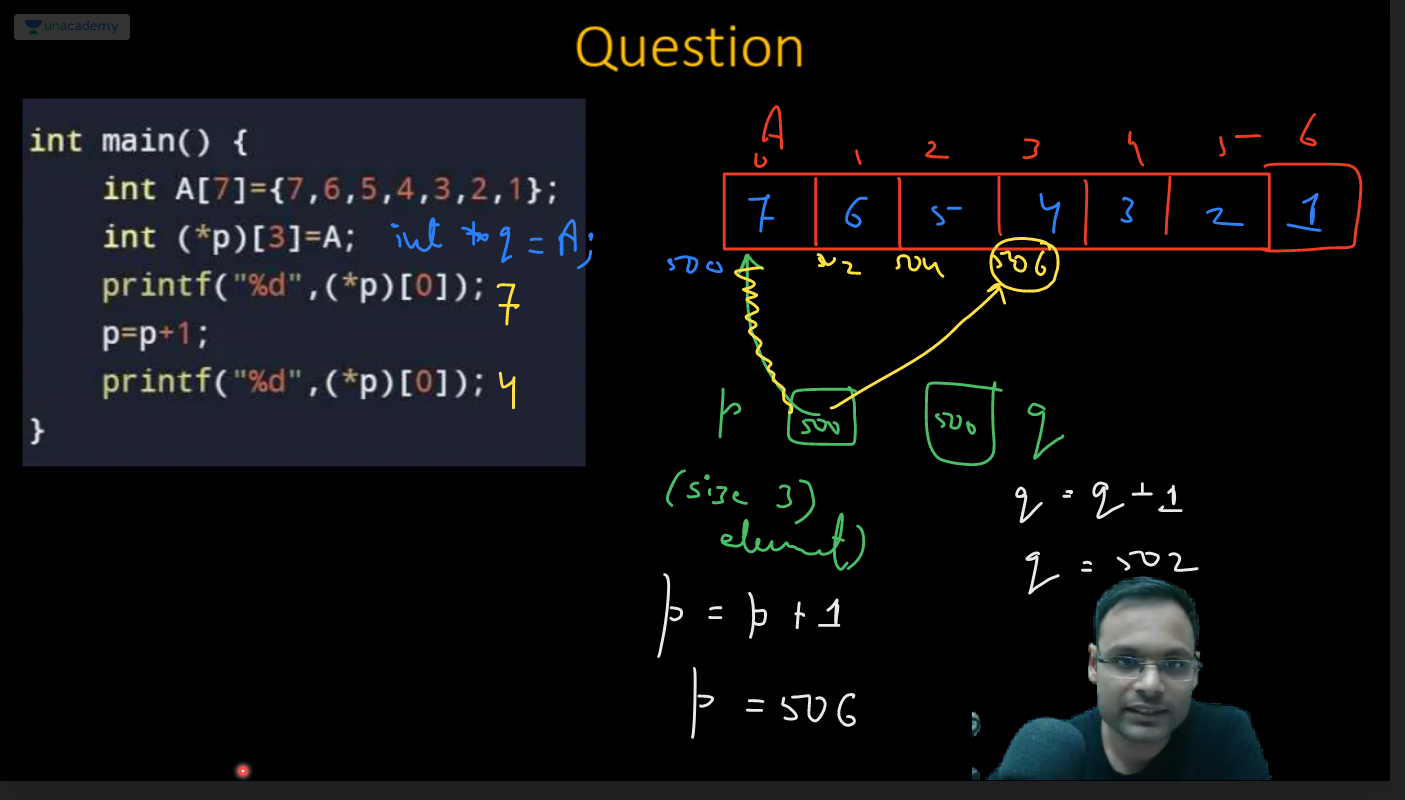 unacademy
Question
int main() {
int A[7]={7,6,5,4,3,2,1};
int (*p)[3]=A; int * q = A;
printf("%d",(*p)[0]); 7
p=p+1;
printf("%d",(*p)[0]); 4
}
A
0 1 2 3 4 5 6
7 6 5 4 3 2 1
500 502 504 506
p 500 500 q
(size 3)
element)
q = q + 1
q = 502
p = p + 1
p = 506